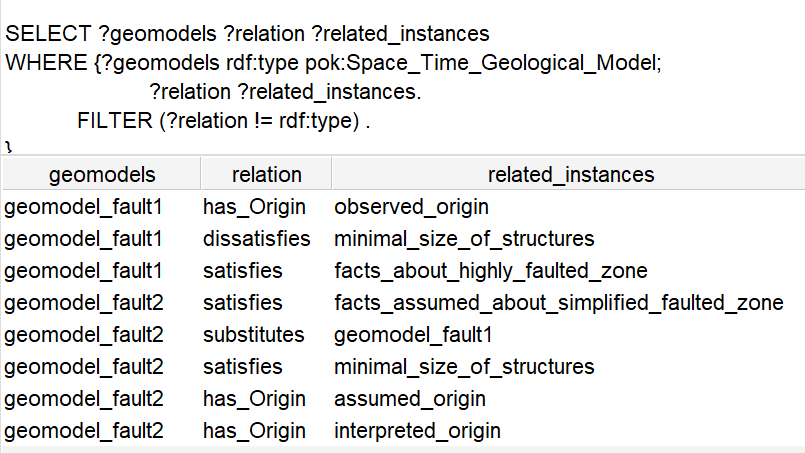 SELECT ?geomodels ?relation ?related_instances
WHERE {?geomodels rdf:type pok:Space_Time_Geological_Model;
?relation ?related_instances.
FILTER (?relation != rdf:type) .
}
geomodels relation related_instances
geomodel_fault1 has_Origin observed_origin
geomodel_fault1 dissatisfies minimal_size_of_structures
geomodel_fault1 satisfies facts_about_highly_faulted_zone
geomodel_fault2 satisfies facts_assumed_about_simplified_faulted_zone
geomodel_fault2 substitutes geomodel_fault1
geomodel_fault2 satisfies minimal_size_of_structures
geomodel_fault2 has_Origin assumed_origin
geomodel_fault2 has_Origin interpreted_origin